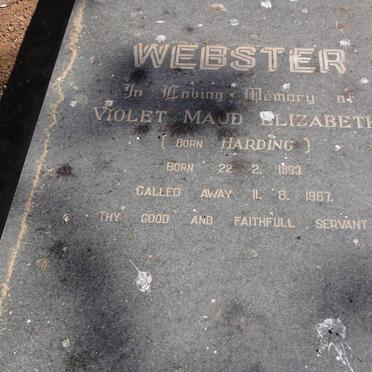 WEBSTER
In Loving Memory of
VIOLET MAUD ELIZABETH
( BORN HARDING )
BORN 22. 2. 1893
CALLED AWAY 11. 8. 1967.
THY GOOD AND FAITHFULL SERVANT